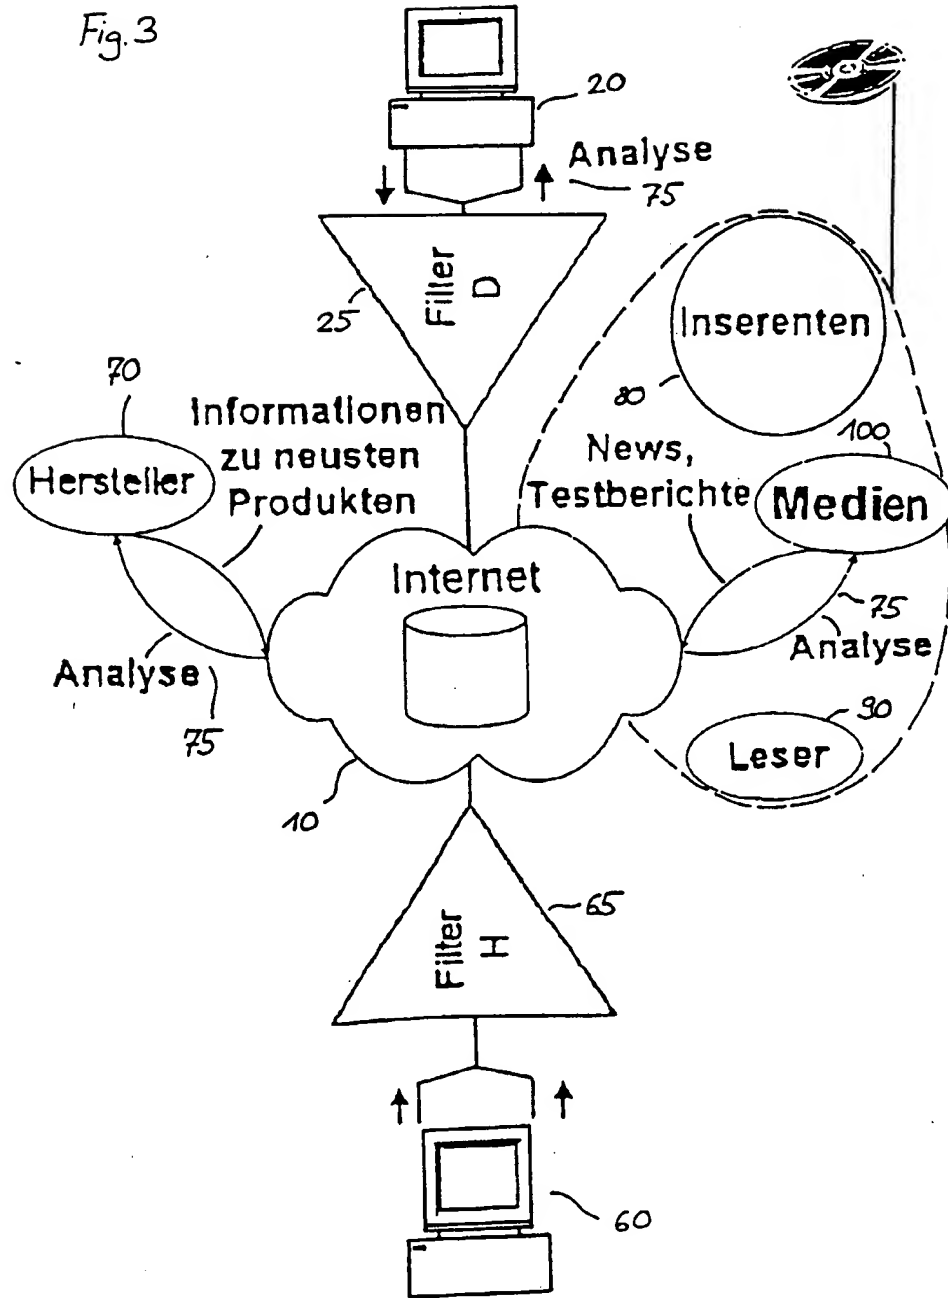 Fig. 3
20
Analyse
75
Filter
D
25
Inserenten
80
70
Informationen
zu neusten
Produkten
Hersteller
News,
Testberichte
100
Medien
Internet
75
Analyse
Analyse
75
90
Leser
10
65
Filter
H
60